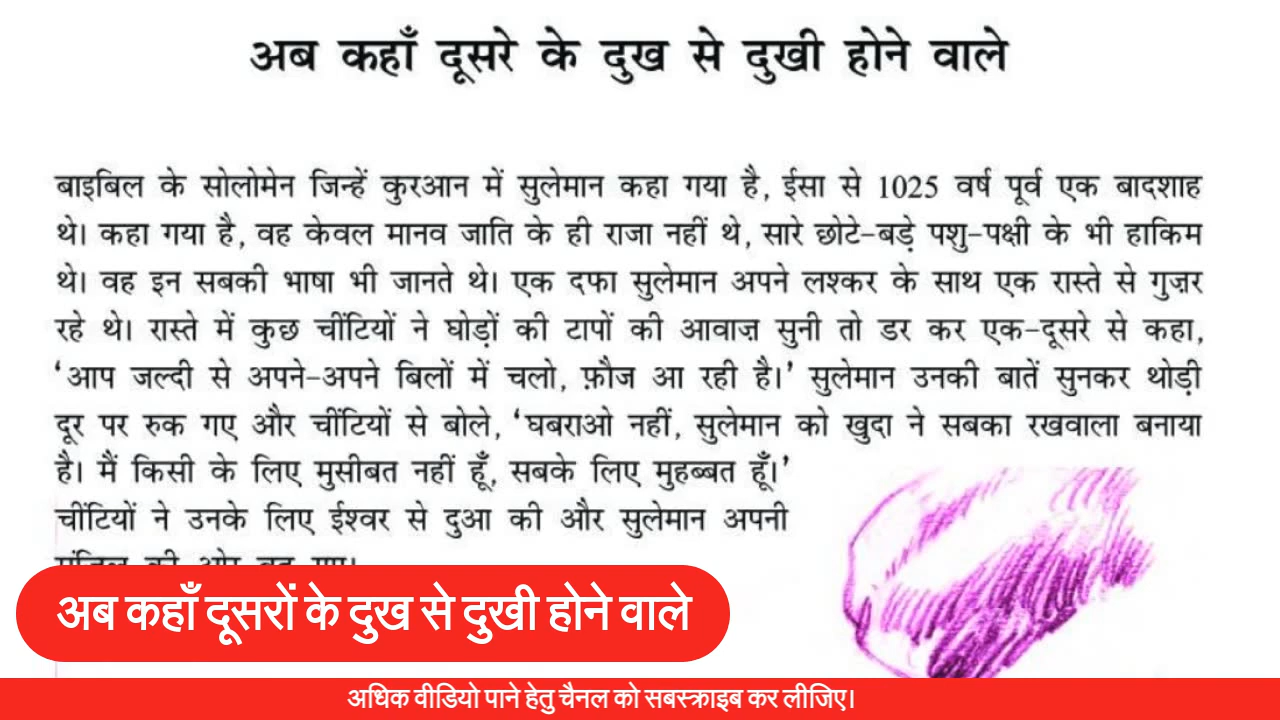 अब कहाँ दूसरे के दुख से दुखी होने वाले
बाइबिल के सोलोमेन जिन्हें कुरआन में सुलेमान कहा गया है, ईसा से 1025 वर्ष पूर्व एक बादशाह
थे। कहा गया है, वह केवल मानव जाति के ही राजा नहीं थे, सारे छोटे-बड़े पशु-पक्षी के भी हाकिम
थे। वह इन सबकी भाषा भी जानते थे। एक दफा सुलेमान अपने लश्कर के साथ एक रास्ते से गुज़र
रहे थे। रास्ते में कुछ चींटियों ने घोड़ों की टापों की आवाज़ सुनी तो डर कर एक-दूसरे से कहा,
‘आप जल्दी से अपने-अपने बिलों में चलो, फ़ौज आ रही है।’ सुलेमान उनकी बातें सुनकर थोड़ी
दूर पर रुक गए और चींटियों से बोले, ‘घबराओ नहीं, सुलेमान को खुदा ने सबका रखवाला बनाया
है। मैं किसी के लिए मुसीबत नहीं हूँ, सबके लिए मुहब्बत हूँ।’
चींटियों ने उनके लिए ईश्वर से दुआ की और सुलेमान अपनी
मंज़िल की ओर बढ़ गए।
अब कहाँ दूसरों के दुख से दुखी होने वाले
अधिक वीडियो पाने हेतु चैनल को सबस्क्राइब कर लीजिए।